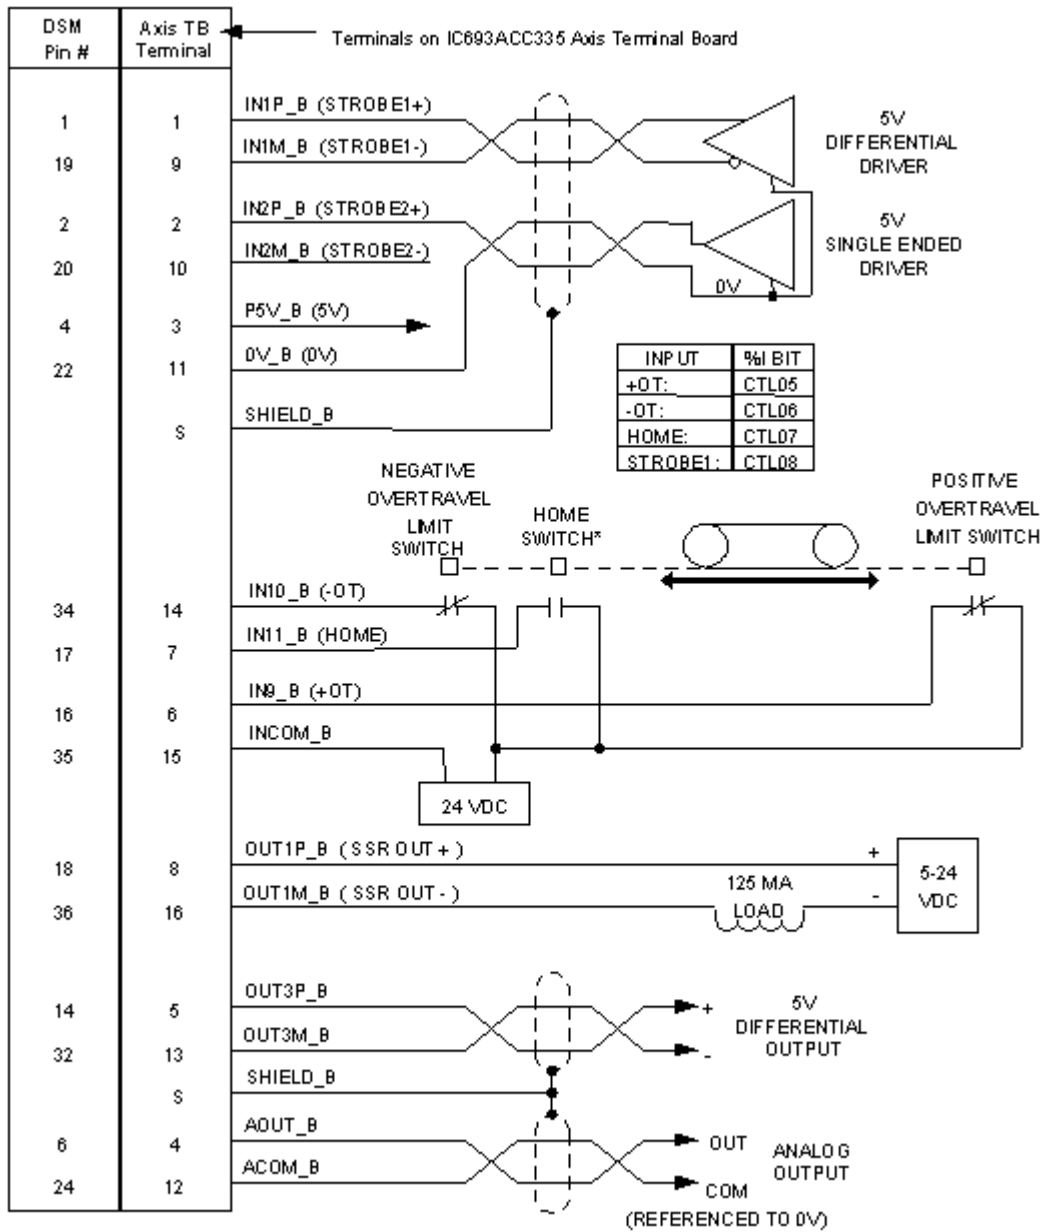 DSM Pin #
Axis TB Terminal
Terminals on IC693ACC335 Axis Terminal Board
1 1 IN1P_B (STROBE1+)
19 9 IN1M_B (STROBE1-)
5V
DIFFERENTIAL
DRIVER
2 2 IN2P_B (STROBE2+)
20 10 IN2M_B (STROBE2-)
5V
SINGLE ENDED
DRIVER
0V
4 3 P5V_B (5V)
22 11 0V_B (0V)
S SHIELD_B
INPUT %I BIT
+OT: CTL05
-OT: CTL06
HOME: CTL07
STROBE1: CTL08
NEGATIVE
OVERTRAVEL
LIMIT
SWITCH
HOME
SWITCH*
POSITIVE
OVERTRAVEL
LIMIT SWITCH
34 14 IN10_B (-OT)
17 7 IN11_B (HOME)
16 6 IN9_B (+OT)
35 15 INCOM_B
24 VDC
18 8 OUT1P_B ( SSR OUT + )
+
36 16 OUT1M_B ( SSR OUT - )
125 MA
LOAD
-
5-24
VDC
14 5 OUT3P_B
+
32 13 OUT3M_B
-
5V
DIFFERENTIAL
OUTPUT
S SHIELD_B
6 4 AOUT_B
OUT
24 12 ACOM_B
COM
ANALOG
OUTPUT
(REFERENCED TO 0V)